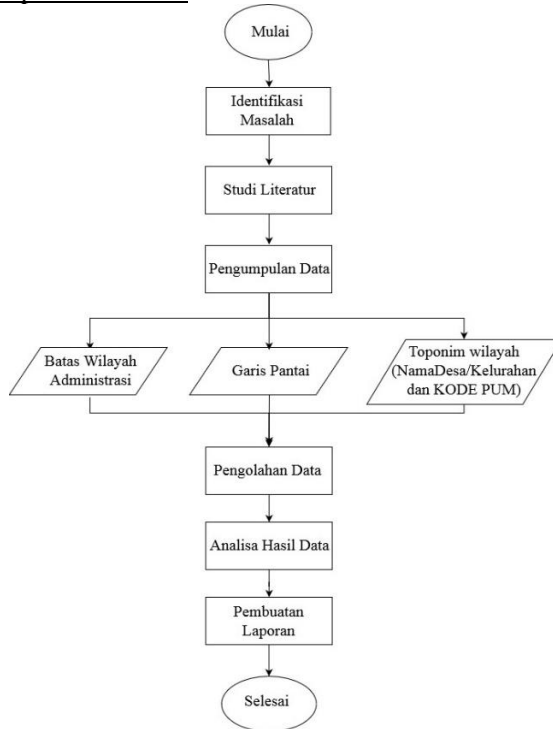 Mulai
Identifikasi
Masalah
Studi Literatur
Pengumpulan Data
Batas Wilayah
Administrasi
Garis Pantai
Toponim wilayah
(NamaDesa/Kelurahan
dan KODE PUM)
Pengolahan Data
Analisa Hasil Data
Pembuatan
Laporan
Selesai